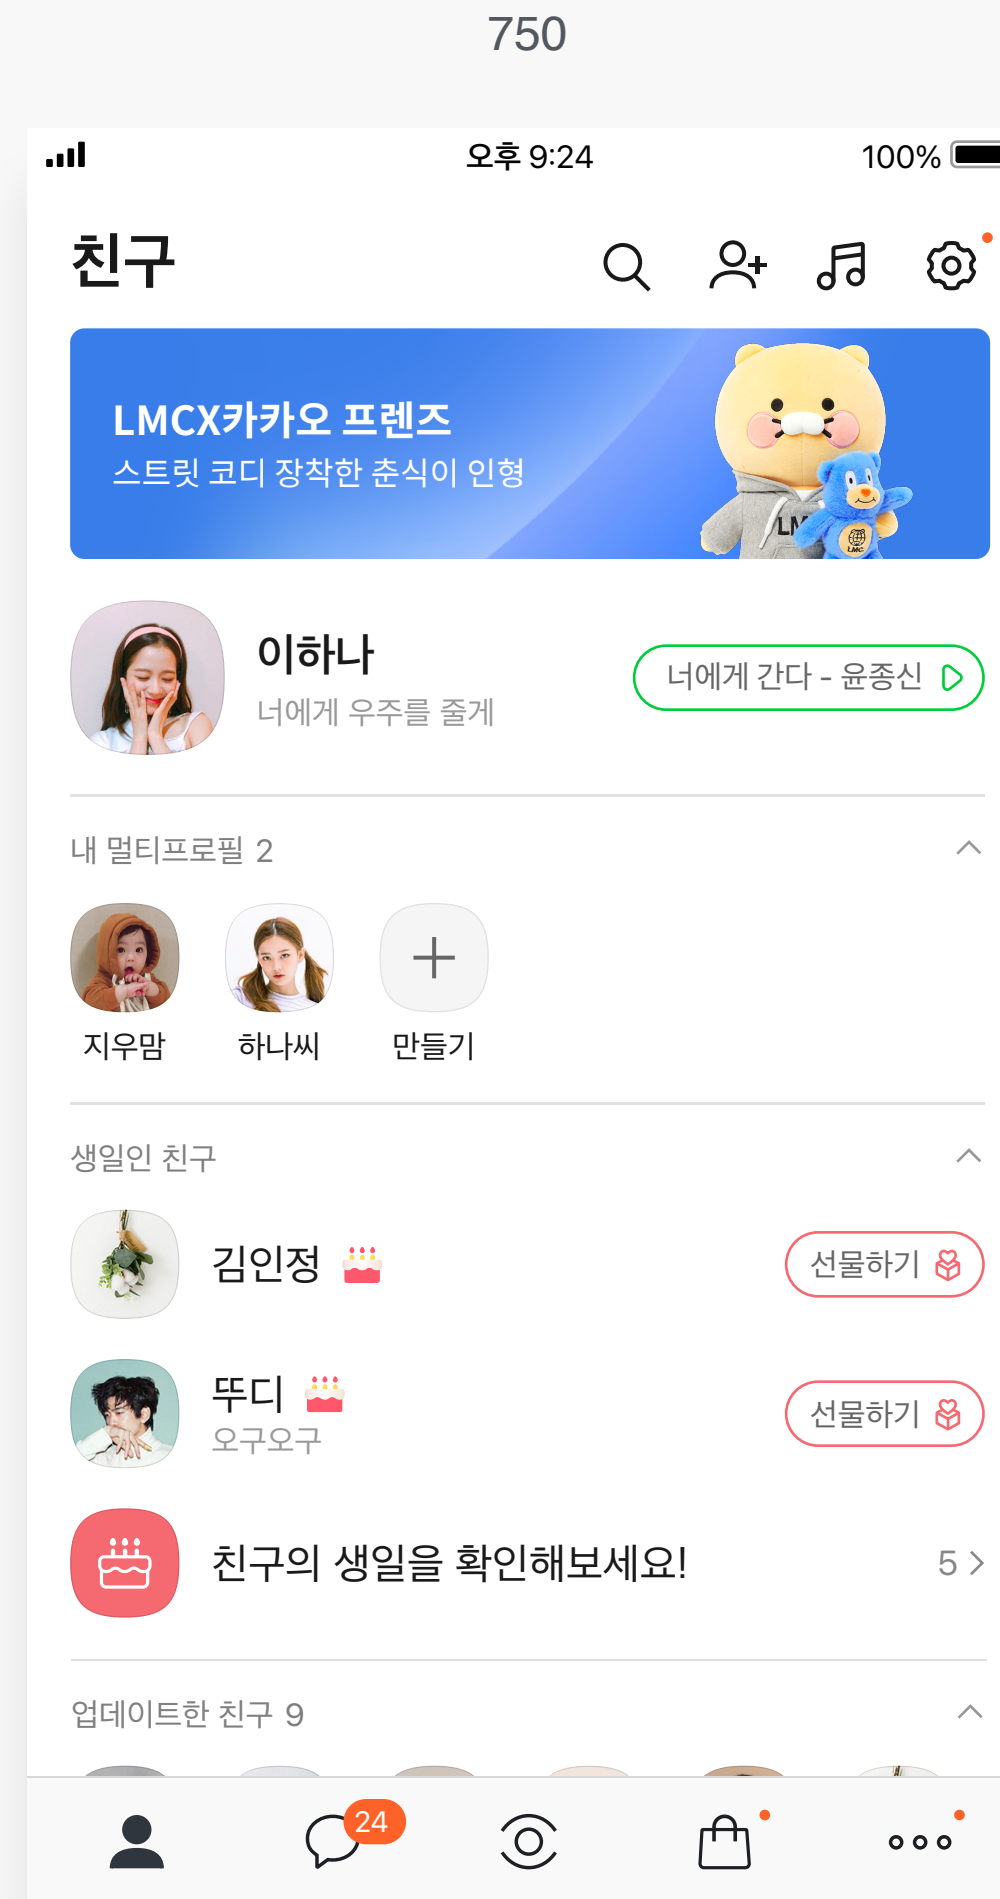 750
오후 9:24
100%
친구
LMCX카카오 프렌즈
스트릿 코디 장착한 춘식이 인형
LM
LMC
이하나
너에게 우주를 줄게
너에게 간다 - 윤종신
내 멀티프로필 2
지우맘
하나씨
만들기
생일인 친구
김인정
선물하기
뚜디
오구오구
선물하기
친구의 생일을 확인해보세요!
5
업데이트한 친구 9
24